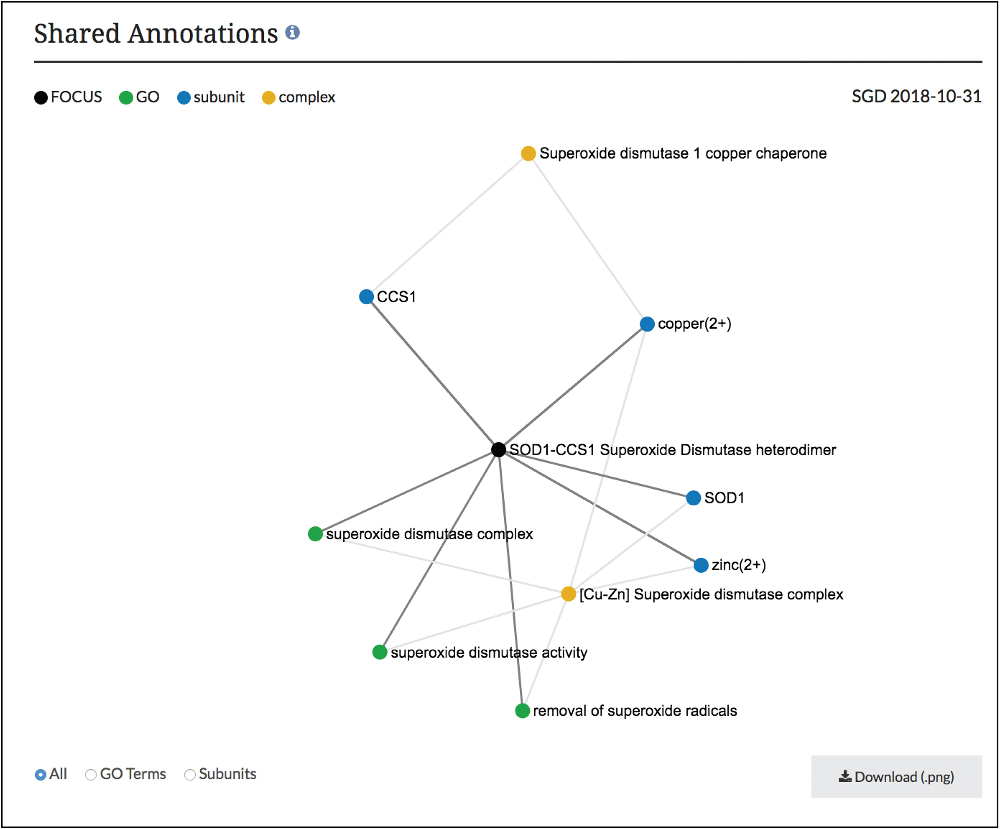 Shared Annotations
FOCUS GO subunit complex
SGD 2018-10-31
Superoxide dismutase 1 copper chaperone
CCS1
copper(2+)
SOD1-CCS1 Superoxide Dismutase heterodimer
SOD1
superoxide dismutase complex
zinc(2+)
[Cu-Zn] Superoxide dismutase complex
superoxide dismutase activity
removal of superoxide radicals
All GO Terms Subunits
Download (.png)